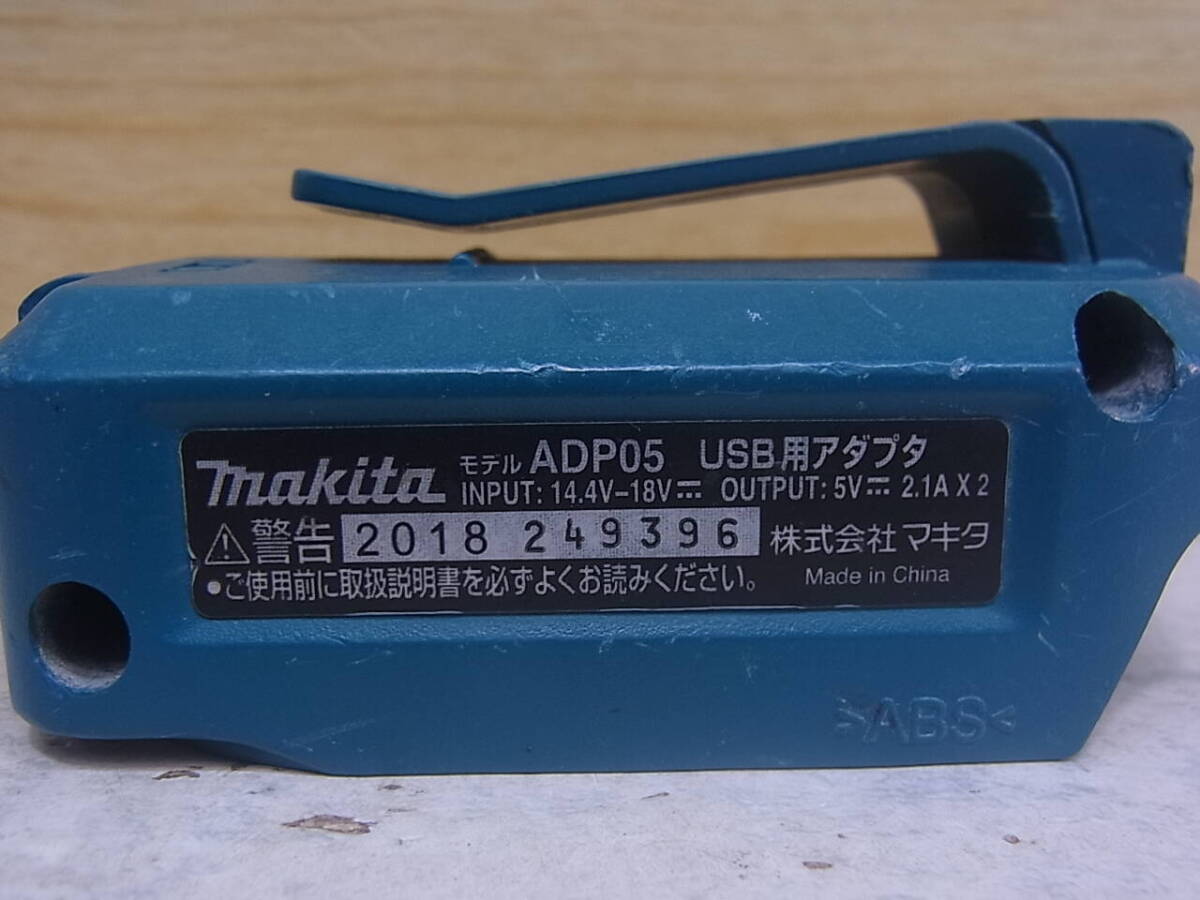 makita モデル ADP05 USB用アダプタ
INPUT: 14.4V-18V⎓ OUTPUT: 5V⎓ 2.1A X 2
⚠警告 2018 249396 株式会社 マキタ
•ご使用前に取扱説明書を必ずよくお読みください。 Made in China
>ABS<